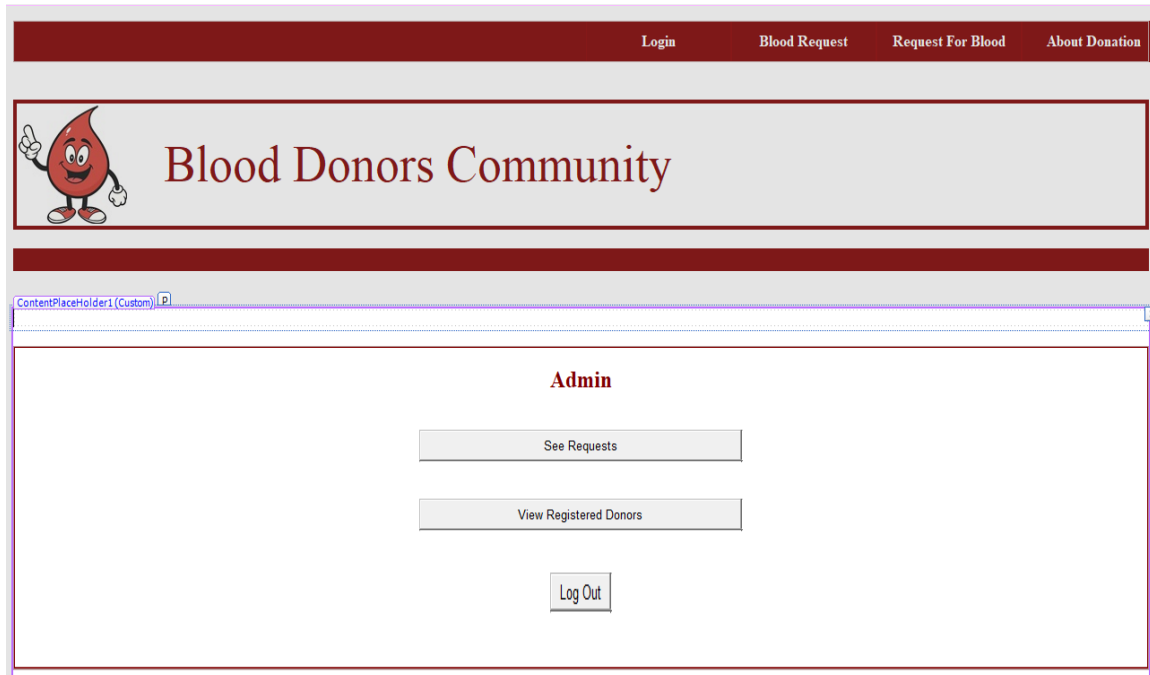 Login Blood Request Request For Blood About Donation
Blood Donors Community
ContentPlaceHolder1 (Custom) P
Admin
See Requests
View Registered Donors
Log Out